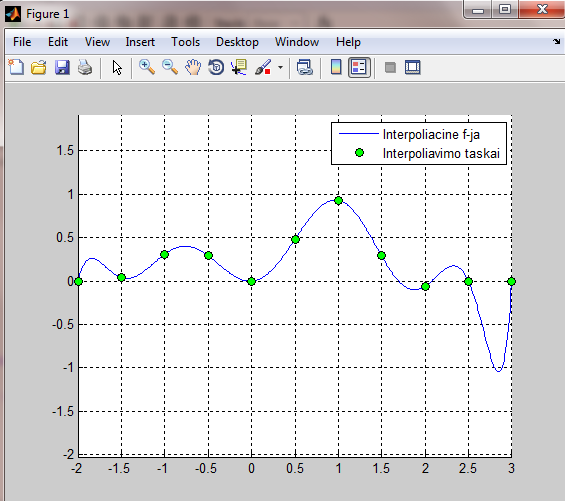 Figure 1
File Edit View Insert Tools Desktop Window Help
Interpoliacine f-ja
Interpoliavimo taskai
1.5
1
0.5
0
-0.5
-1
-1.5
-2
-2 -1.5 -1 -0.5 0 0.5 1 1.5 2 2.5 3